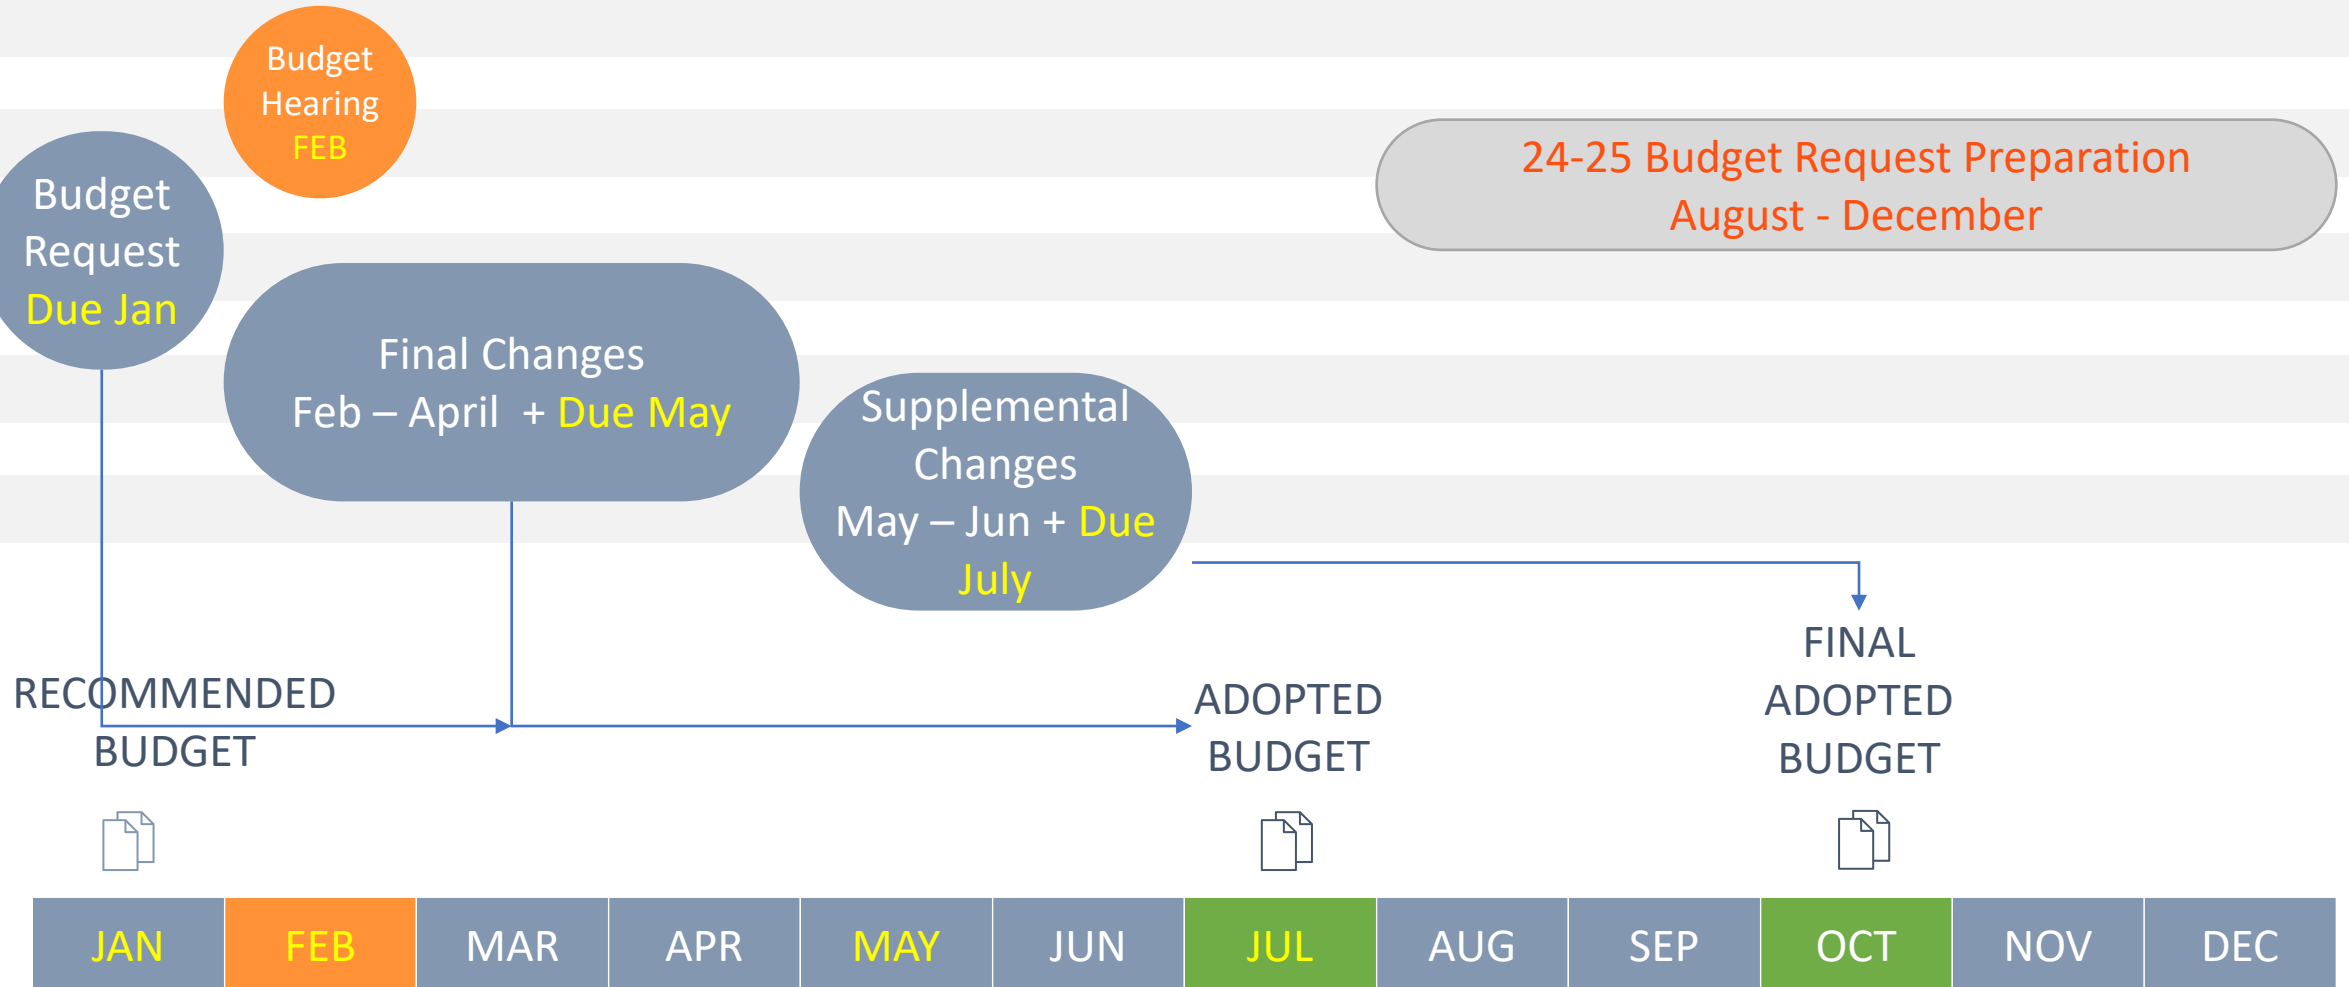 Budget
Hearing
FEB
Budget
Request
Due Jan
24-25 Budget Request Preparation
August - December
Final Changes
Feb – April + Due May
Supplemental
Changes
May – Jun + Due
July
RECOMMENDED
BUDGET
ADOPTED
BUDGET
FINAL
ADOPTED
BUDGET
JAN FEB MAR APR MAY JUN JUL AUG SEP OCT NOV DEC